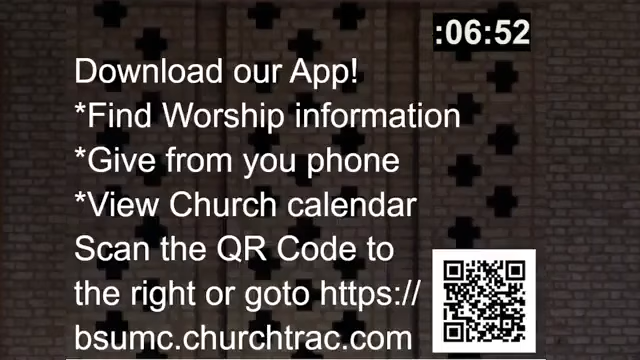 :06:52
Download our App!
*Find Worship information
*Give from you phone
*View Church calendar
Scan the QR Code to
the right or goto https://
bsumc.churchtrac.com